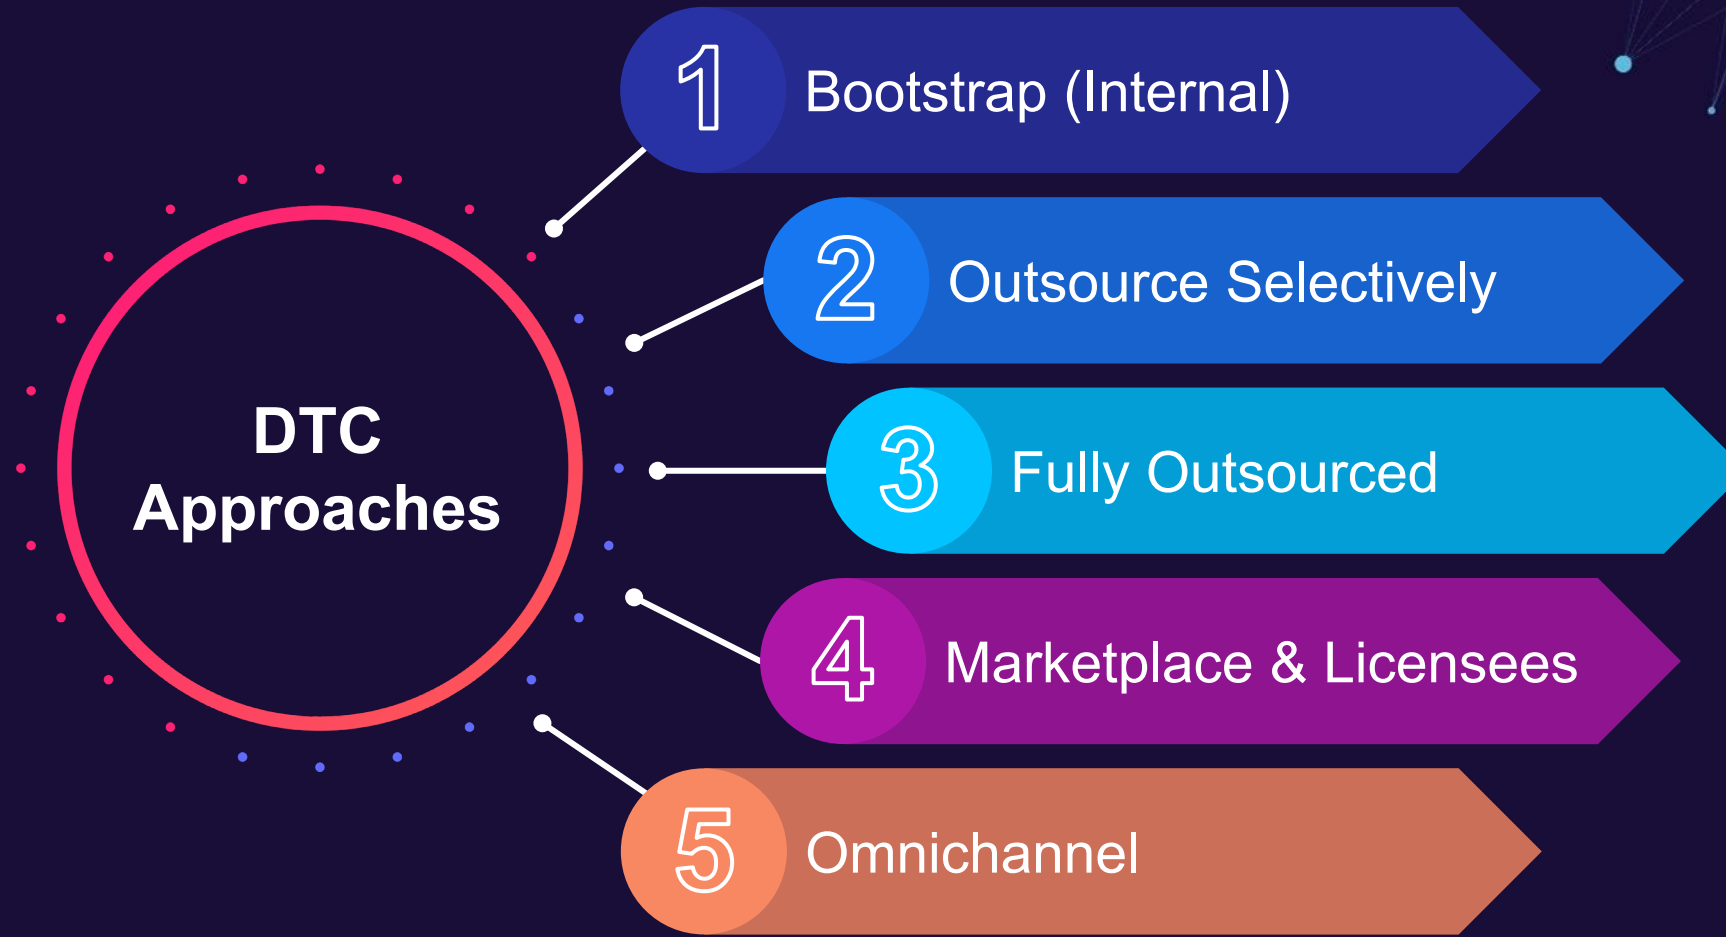 DTC
Approaches
1
Bootstrap (Internal)
2
Outsource Selectively
3
Fully Outsourced
4
Marketplace & Licensees
5
Omnichannel